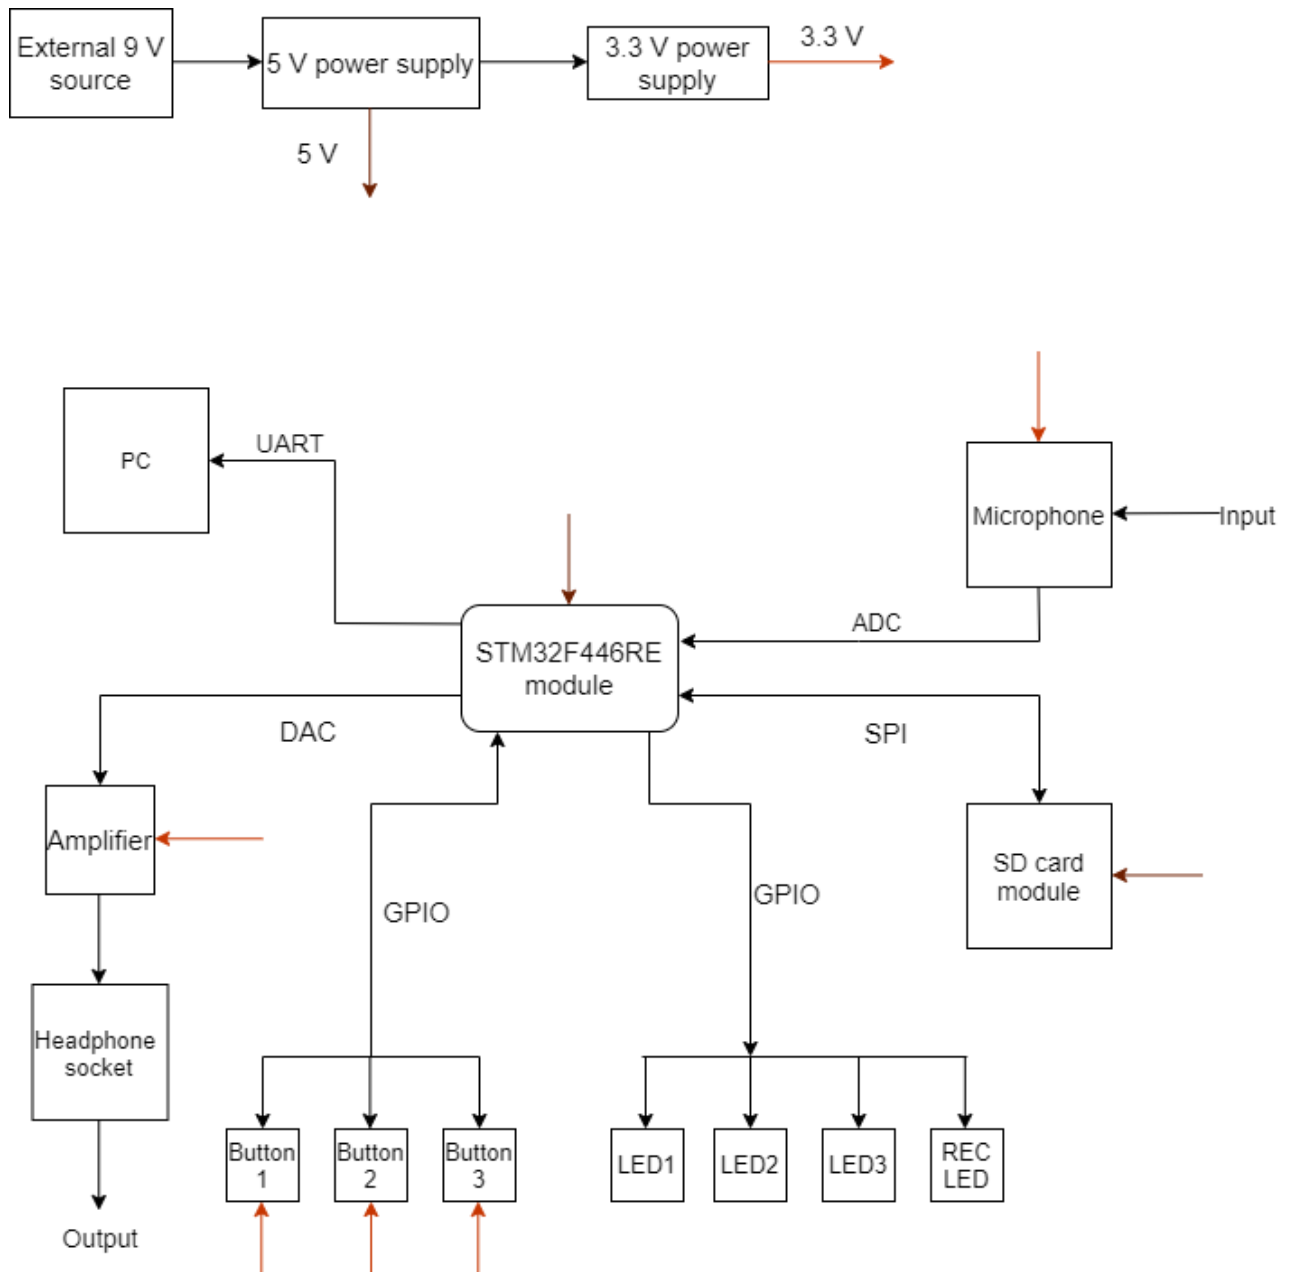 External 9 V
source
5 V power supply
3.3 V power
supply
3.3 V
5 V
PC
UART
Microphone
Input
STM32F446RE
module
ADC
DAC
SPI
Amplifier
SD card
module
GPIO
GPIO
Headphone
socket
Button
1
Button
2
Button
3
LED1
LED2
LED3
REC
LED
Output